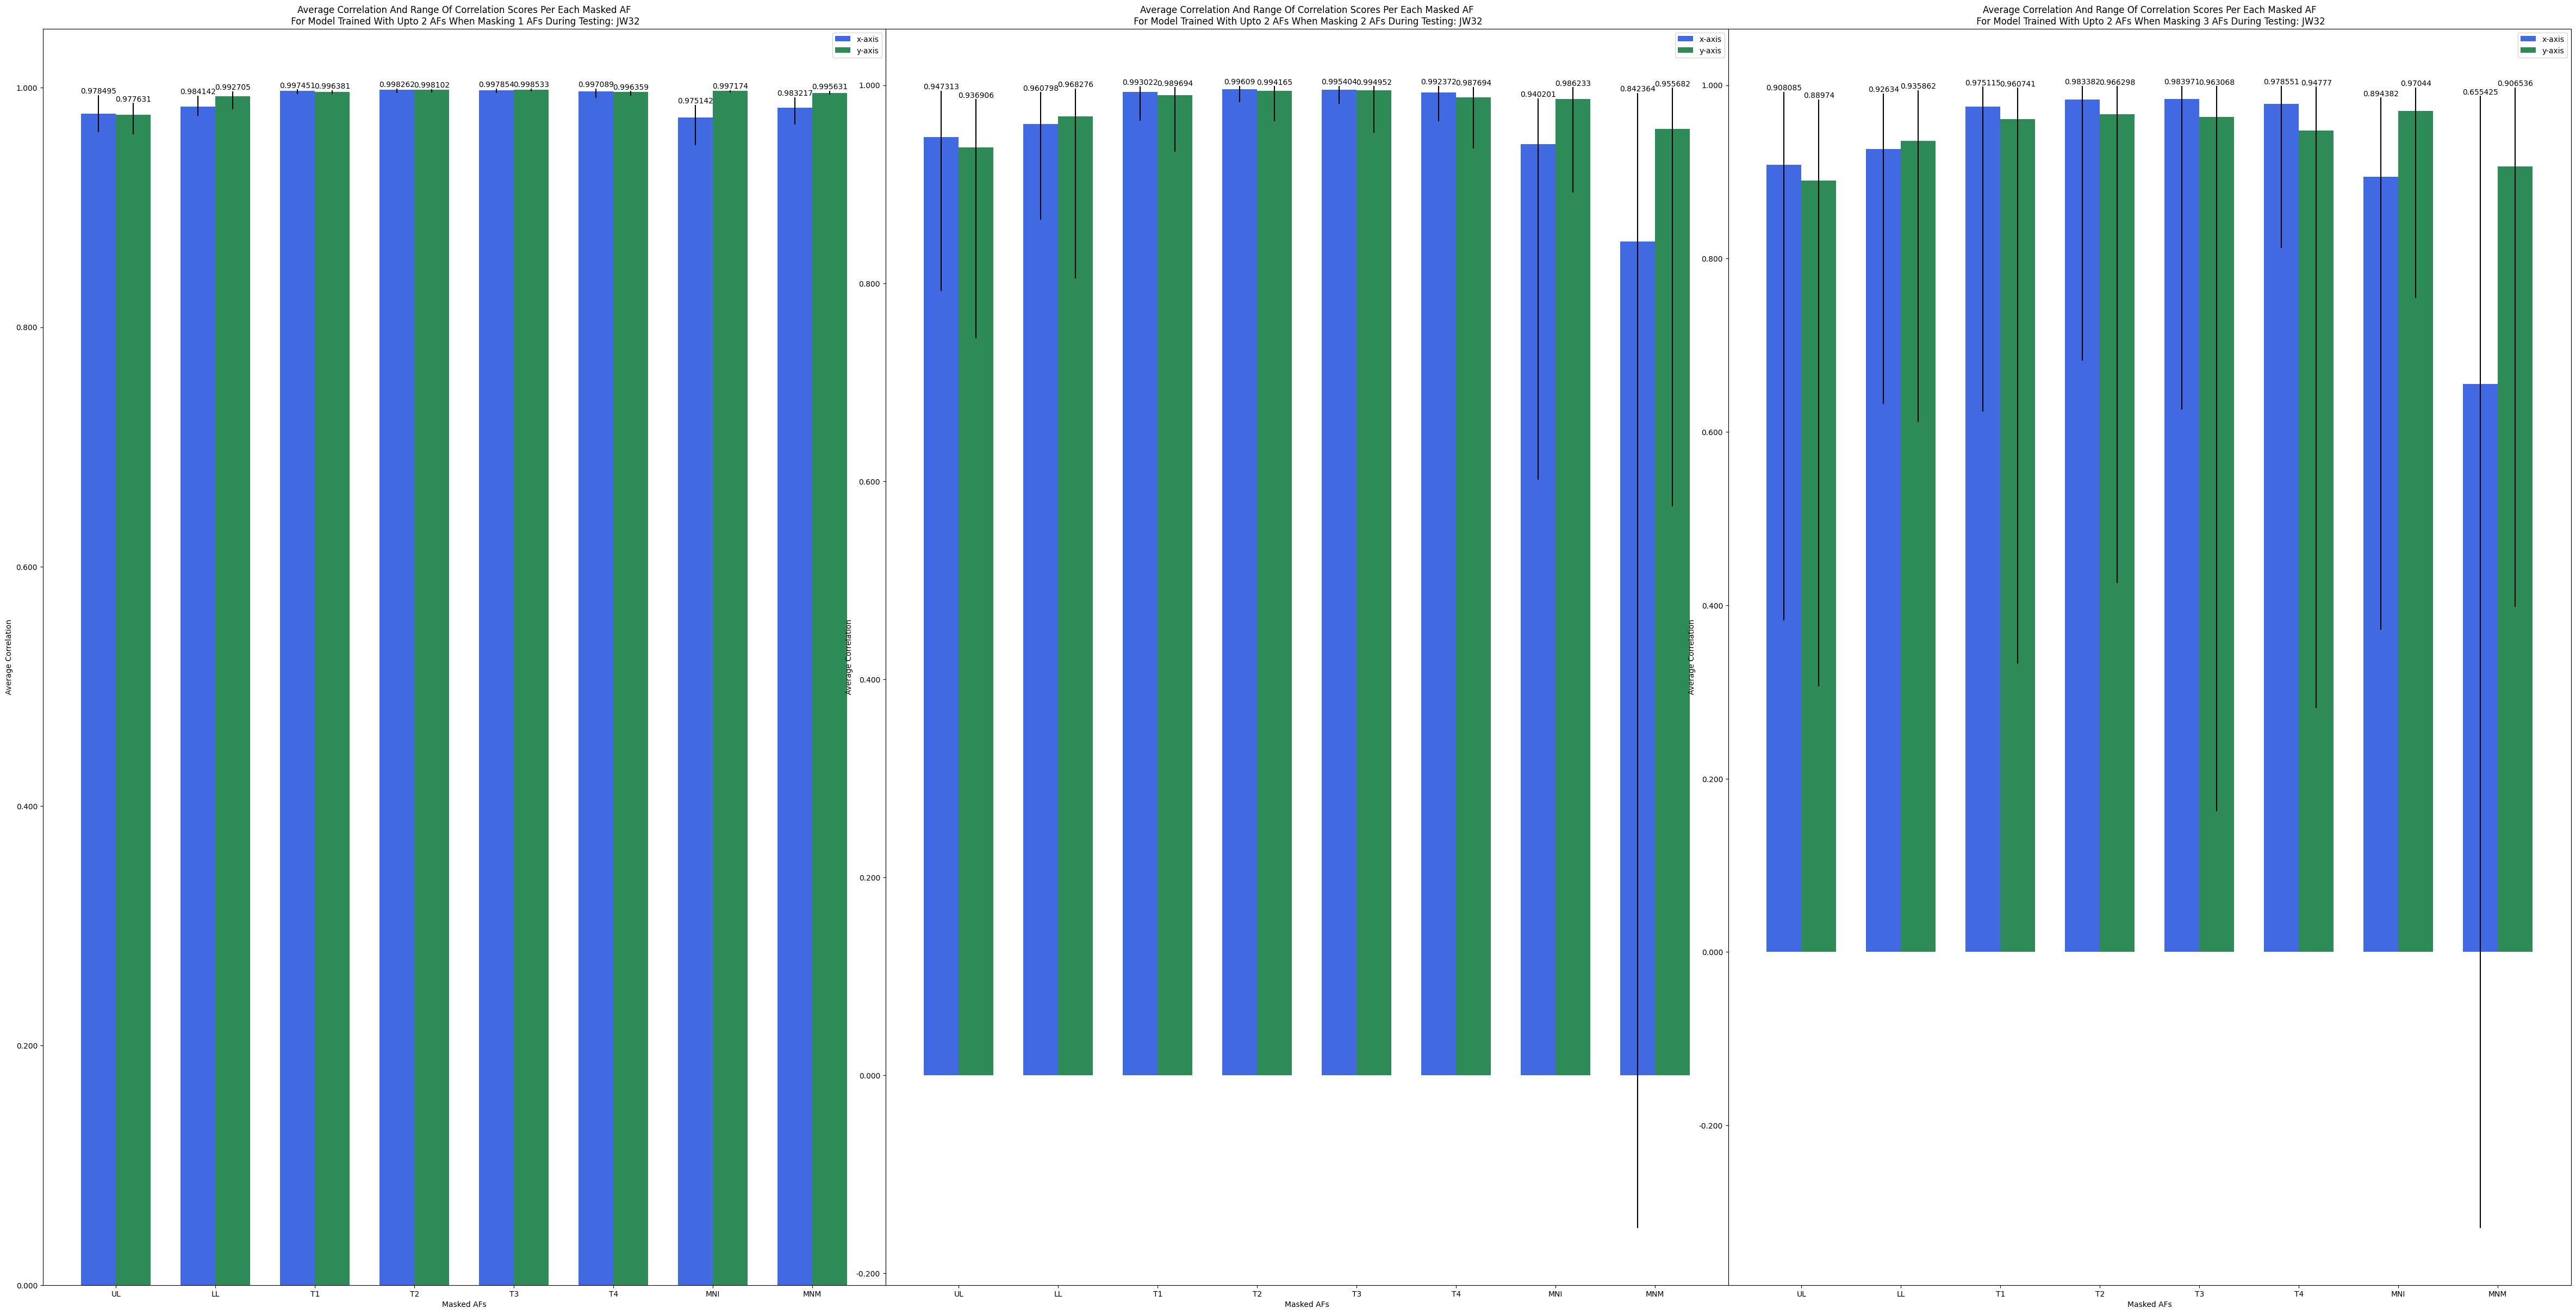 Average Correlation And Range Of Correlation Scores Per Each Masked AF
For Model Trained With Upto 2 AFs When Masking 1 AFs During Testing: JW32
x-axis
y-axis
1.000
0.800
0.600
0.400
0.200
0.000
Average Correlation
0.978495
0.977631
0.984142
0.992705
0.997451
0.996381
0.998262
0.998102
0.997854
0.998533
0.997089
0.996359
0.975142
0.997174
0.983217
0.995631
UL
LL
T1
T2
T3
T4
MNI
MNM
Masked AFs
Average Correlation And Range Of Correlation Scores Per Each Masked AF
For Model Trained With Upto 2 AFs When Masking 2 AFs During Testing: JW32
x-axis
y-axis
1.000
0.800
0.600
0.400
0.200
0.000
-0.200
Average Correlation
0.947313
0.936906
0.960798
0.968276
0.993022
0.989694
0.99609
0.994165
0.995404
0.994952
0.992372
0.987694
0.940201
0.986233
0.842364
0.955682
UL
LL
T1
T2
T3
T4
MNI
MNM
Masked AFs
Average Correlation And Range Of Correlation Scores Per Each Masked AF
For Model Trained With Upto 2 AFs When Masking 3 AFs During Testing: JW32
x-axis
y-axis
1.000
0.800
0.600
0.400
0.200
0.000
-0.200
Average Correlation
0.908085
0.88974
0.92634
0.935862
0.975115
0.960741
0.983382
0.966298
0.983971
0.963068
0.978551
0.94777
0.894382
0.97044
0.655425
0.906536
UL
LL
T1
T2
T3
T4
MNI
MNM
Masked AFs